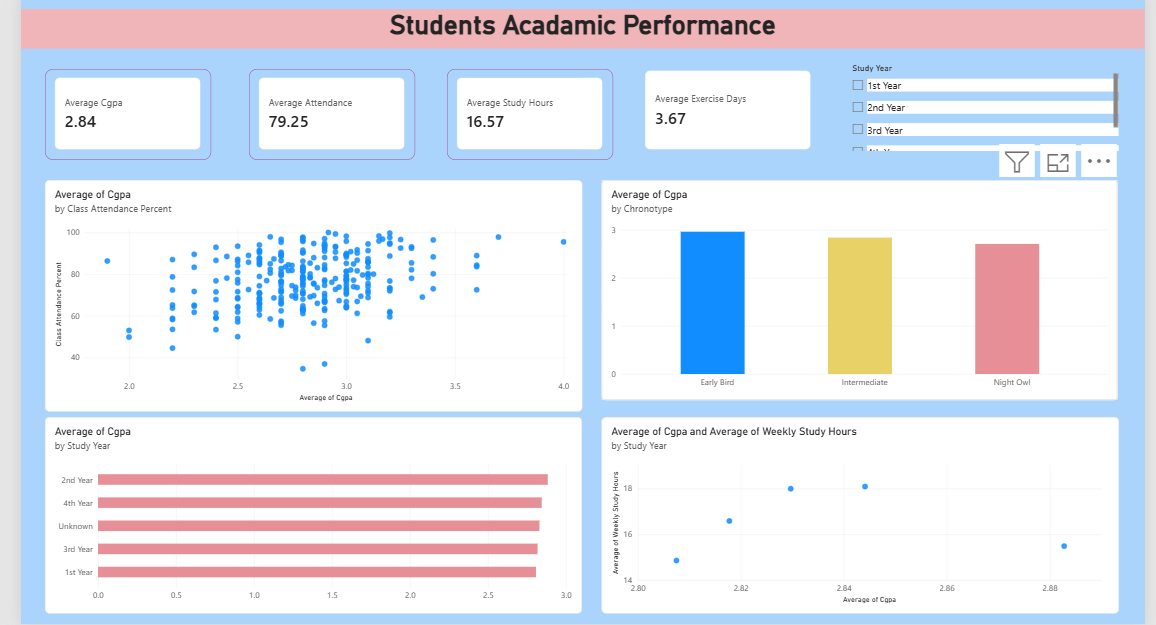 Students Acadamic Performance
Average Cgpa
2.84
Average Attendance
79.25
Average Study Hours
16.57
Average Exercise Days
3.67
Study Year
1st Year
2nd Year
3rd Year
Average of Cgpa
by Class Attendance Percent
Class Attendance Percent
100
80
60
40
2.0 2.5 3.0 3.5 4.0
Average of Cgpa
Average of Cgpa
by Chronotype
3
2
1
0
Early Bird Intermediate Night Owl
Average of Cgpa
by Study Year
2nd Year
4th Year
Unknown
3rd Year
1st Year
0.0 0.5 1.0 1.5 2.0 2.5 3.0
Average of Cgpa and Average of Weekly Study Hours
by Study Year
Average of Weekly Study Hours
18
16
14
2.80 2.82 2.84 2.86 2.88
Average of Cgpa